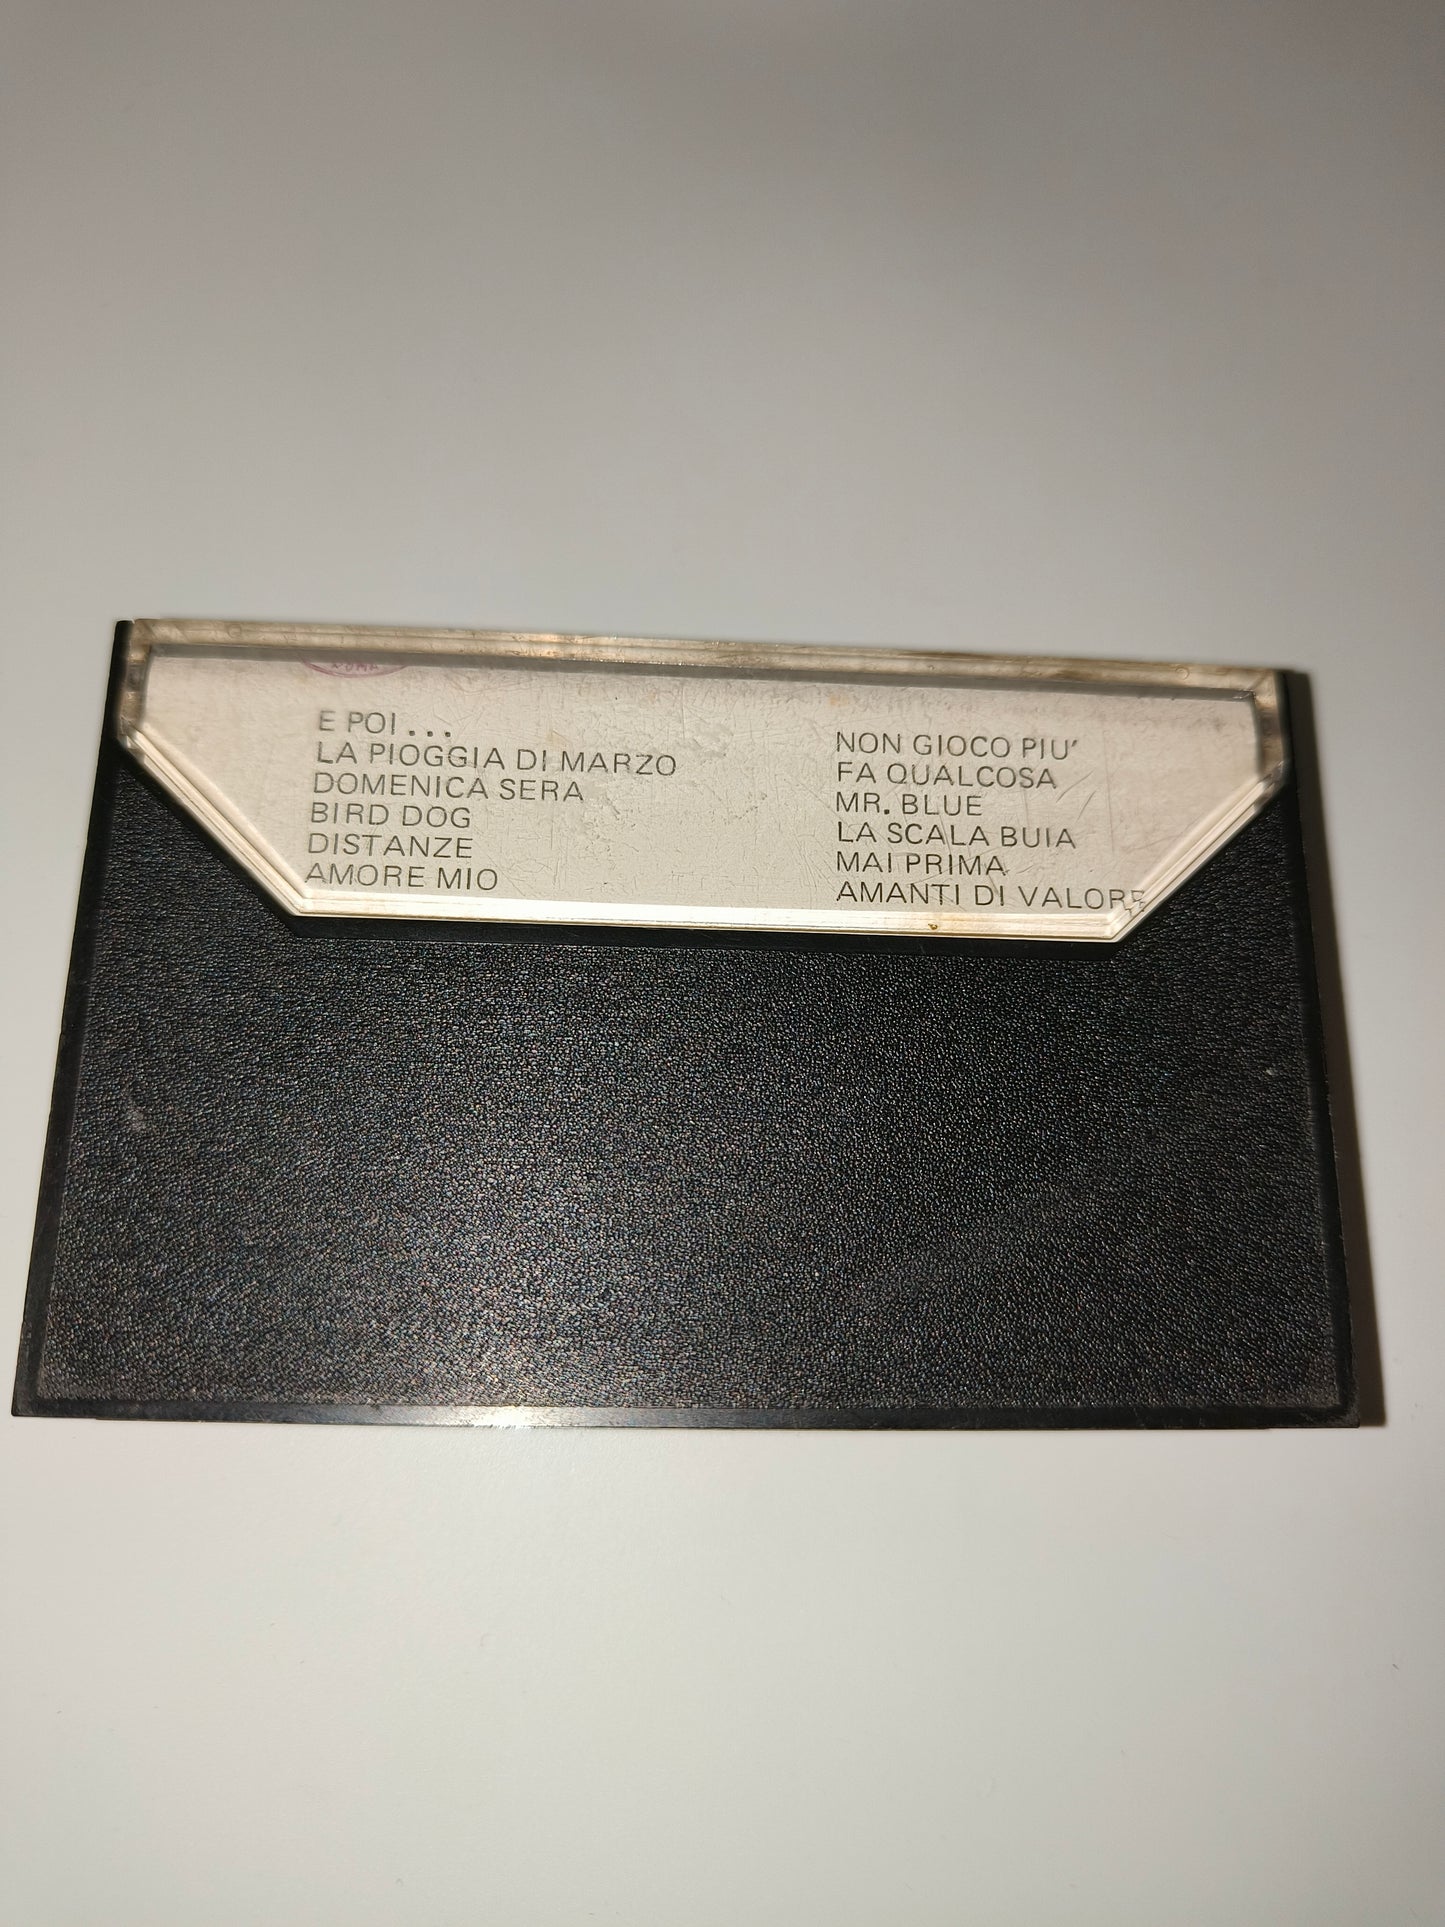 ROMA
E POI...
LA PIOGGIA DI MARZO
DOMENICA SERA
BIRD DOG
DISTANZE
AMORE MIO
NON GIOCO PIU'
FA QUALCOSA
MR. BLUE
LA SCALA BUIA
MAI PRIMA
AMANTI DI VALORE